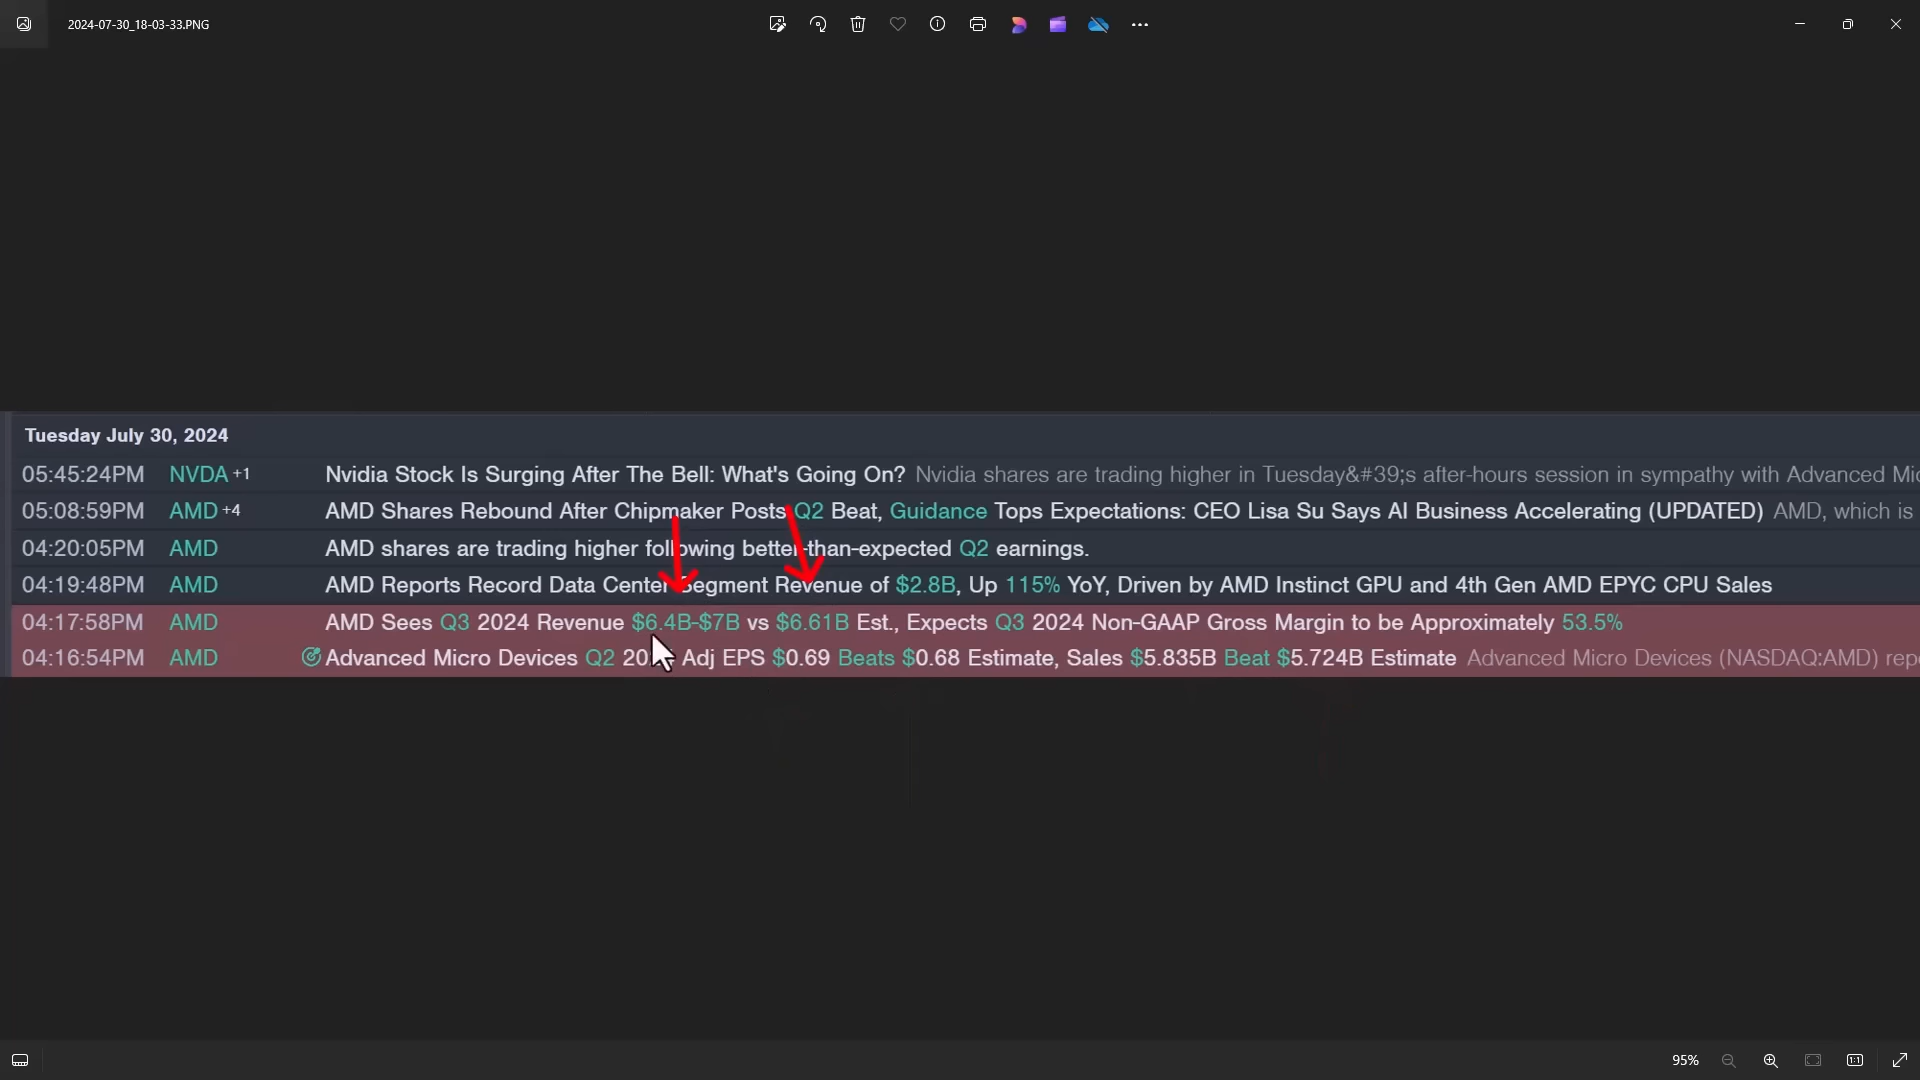 2024-07-30_18-03-33.PNG
Tuesday July 30, 2024
05:45:24PM NVDA +1 Nvidia Stock Is Surging After The Bell: What's Going On? Nvidia shares are trading higher in Tuesday&#39;s after-hours session in sympathy with Advanced Mic
05:08:59PM AMD +4 AMD Shares Rebound After Chipmaker Posts Q2 Beat, Guidance Tops Expectations: CEO Lisa Su Says AI Business Accelerating (UPDATED) AMD, which is
04:20:05PM AMD AMD shares are trading higher following better-than-expected Q2 earnings.
04:19:48PM AMD AMD Reports Record Data Center Segment Revenue of $2.8B, Up 115% YoY, Driven by AMD Instinct GPU and 4th Gen AMD EPYC CPU Sales
04:17:58PM AMD AMD Sees Q3 2024 Revenue $6.4B-$7B vs $6.61B Est., Expects Q3 2024 Non-GAAP Gross Margin to be Approximately 53.5%
04:16:54PM AMD Advanced Micro Devices Q2 Adj EPS $0.69 Beats $0.68 Estimate, Sales $5.835B Beat $5.724B Estimate Advanced Micro Devices (NASDAQ:AMD) rep
95%